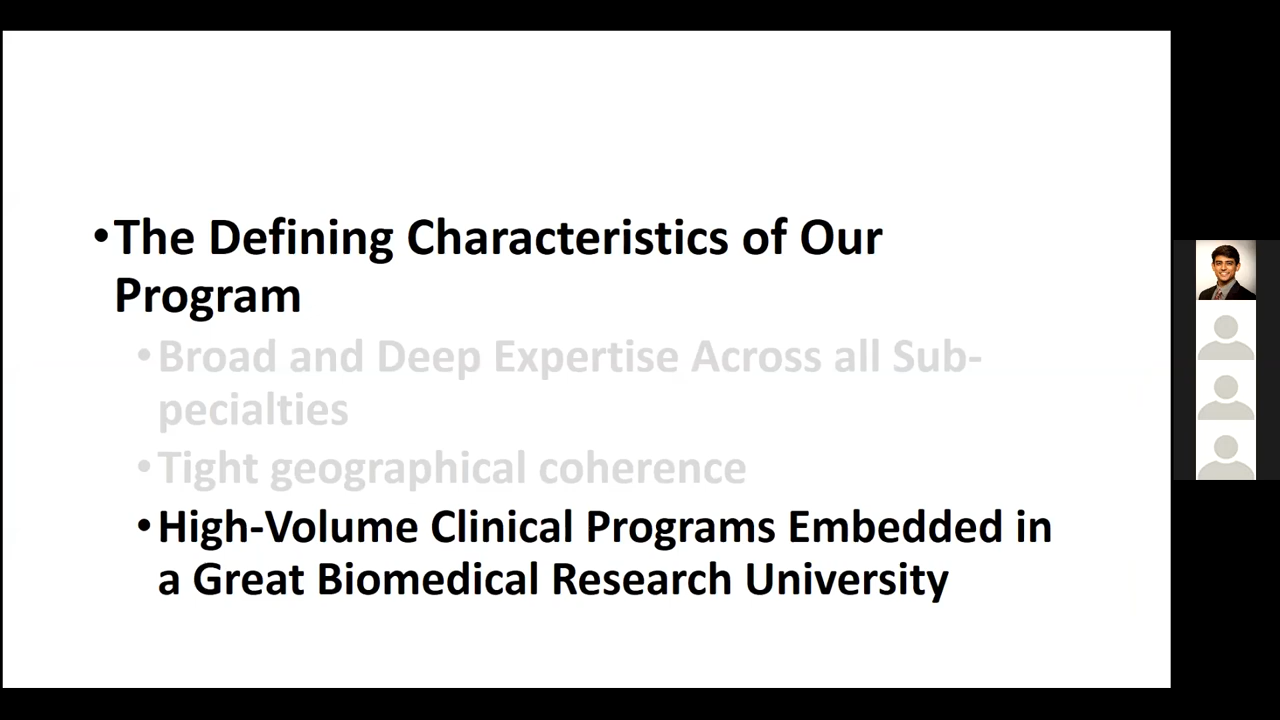 •The Defining Characteristics of Our
Program
•Broad and Deep Expertise Across all Sub-
pecialties
•Tight geographical coherence
•High-Volume Clinical Programs Embedded in
a Great Biomedical Research University